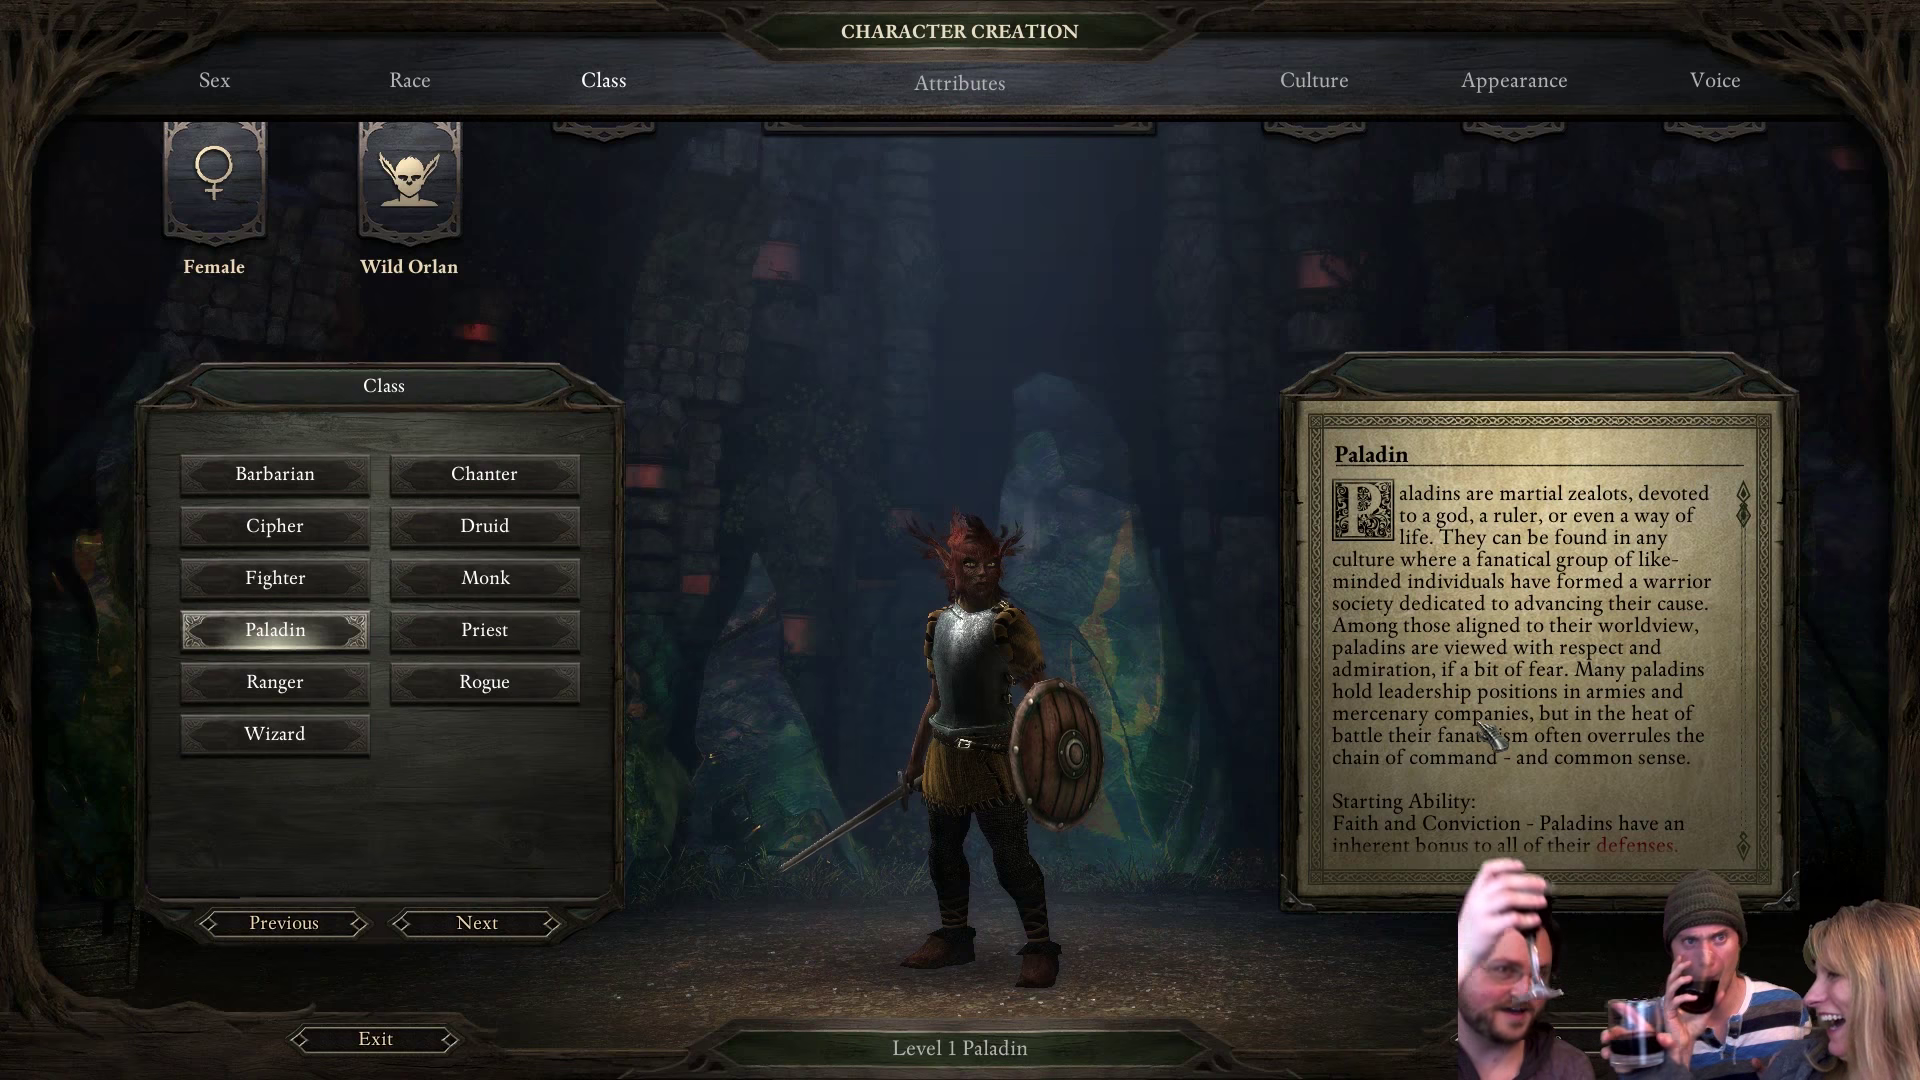 CHARACTER CREATION
Sex
Race
Class
Attributes
Culture
Appearance
Voice
Female
Wild Orlan
Class
Barbarian
Chanter
Cipher
Druid
Fighter
Monk
Paladin
Priest
Ranger
Rogue
Wizard
Previous
Next
Exit
Level 1 Paladin
Paladin
Paladins are martial zealots, devoted
to a god, a ruler, or even a way of
life. They can be found in any
culture where a fanatical group of like-
minded individuals have formed a warrior
society dedicated to advancing their cause.
Among those aligned to their worldview,
paladins are viewed with respect and
admiration, if a bit of fear. Many paladins
hold leadership positions in armies and
mercenary companies, but in the heat of
battle their fanaticism often overrules the
chain of command - and common sense.
Starting Ability:
Faith and Conviction - Paladins have an
inherent bonus to all of their defenses.